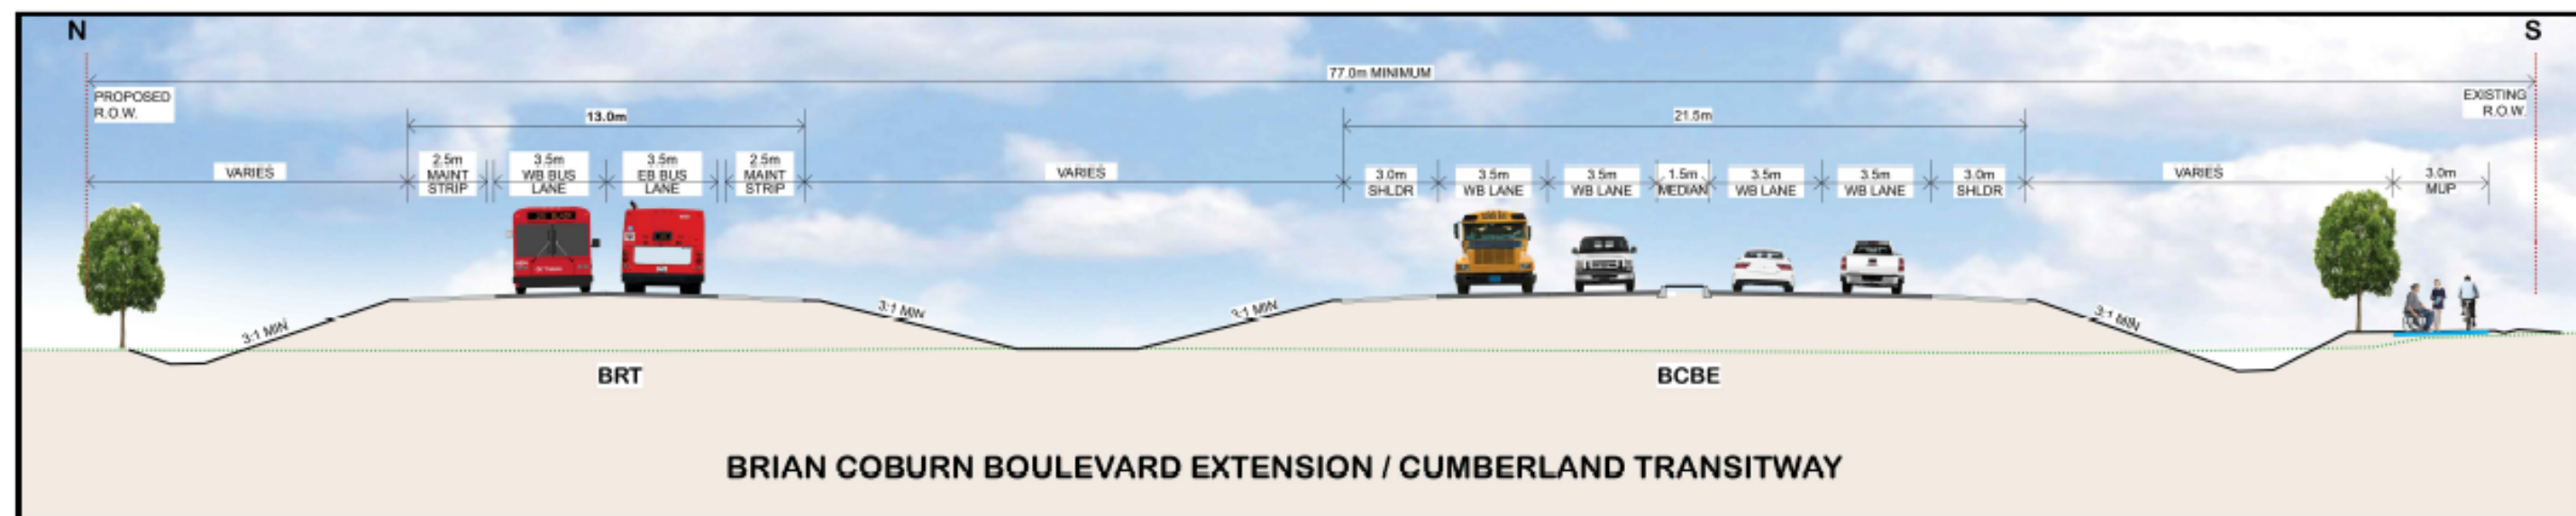 N
S
77.0m MINIMUM
PROPOSED
R.O.W.
EXISTING
R.O.W.
13.0m
21.5m
VARIES
2.5m
MAINT
STRIP
3.5m
WB BUS
LANE
3.5m
EB BUS
LANE
2.5m
MAINT
STRIP
VARIES
3.0m
SHLDR
3.5m
WB LANE
3.5m
WB LANE
1.5m
MEDIAN
3.5m
WB LANE
3.5m
WB LANE
3.0m
SHLDR
VARIES
3.0m
MUP
3:1 MIN
3:1 MIN
3:1 MIN
3:1 MIN
BRT
BCBE
BRIAN COBURN BOULEVARD EXTENSION / CUMBERLAND TRANSITWAY